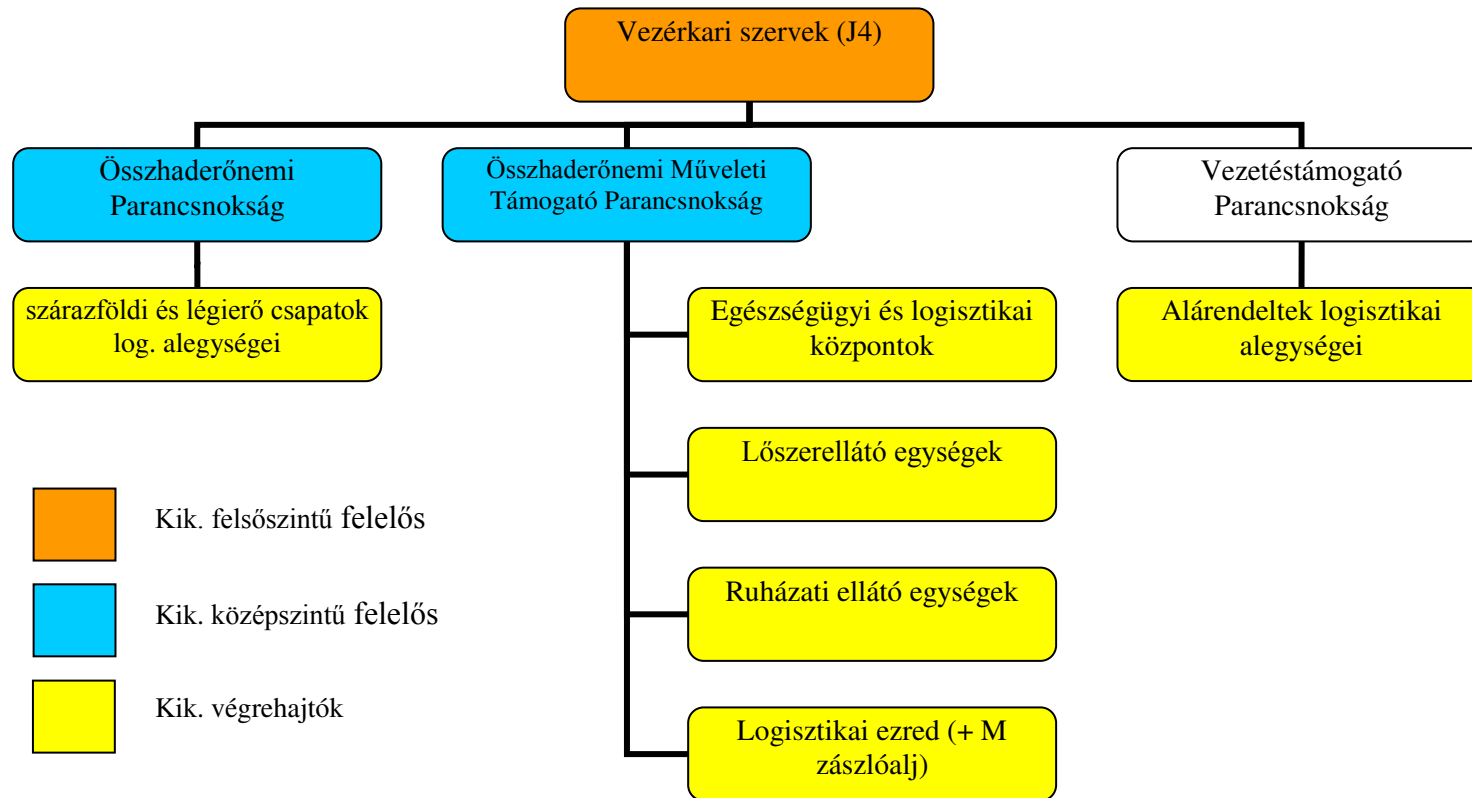 Vezérkari szervek (J4)
Összhaderőnemi
Parancsnokság
Összhaderőnemi Műveleti
Támogató Parancsnokság
Vezetéstámogató
Parancsnokság
szárazföldi és légierő csapatok
log. alegységei
Egészségügyi és logisztikai
központok
Alárendeltek logisztikai
alegységei
Lőszerellátó egységek
Ruházati ellátó egységek
Logisztikai ezred (+ M
zászlóalj)
Kik. felsőszintű felelős
Kik. középszintű felelős
Kik. végrehajtók